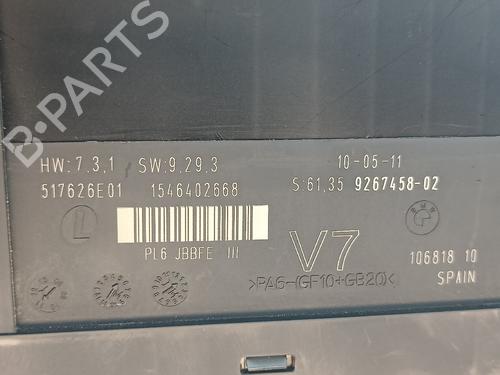 B-PARTS
HW:7,3,1 SW:9,29,3 10-05-11
517626E01 1546402668 S:61,35 9267458-02
L
BMW
PL6 JBBFE III V7 106818 10
>PA6-(GF10+GB20)< SPAIN